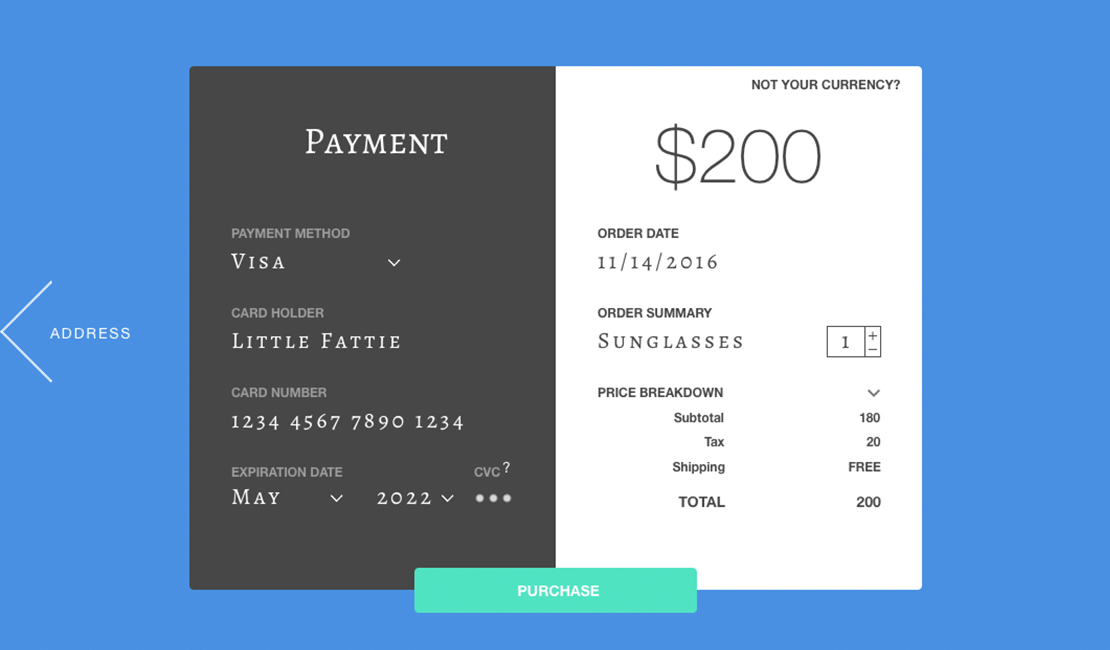 ADDRESS
PAYMENT
PAYMENT METHOD
VISA
CARD HOLDER
LITTLE FATTIE
CARD NUMBER
1234 4567 7890 1234
EXPIRATION DATE
CVC ?
MAY 2022
NOT YOUR CURRENCY?
$200
ORDER DATE
11/14/2016
ORDER SUMMARY
SUNGLASSES 1 + −
PRICE BREAKDOWN
Subtotal 180
Tax 20
Shipping FREE
TOTAL 200
PURCHASE